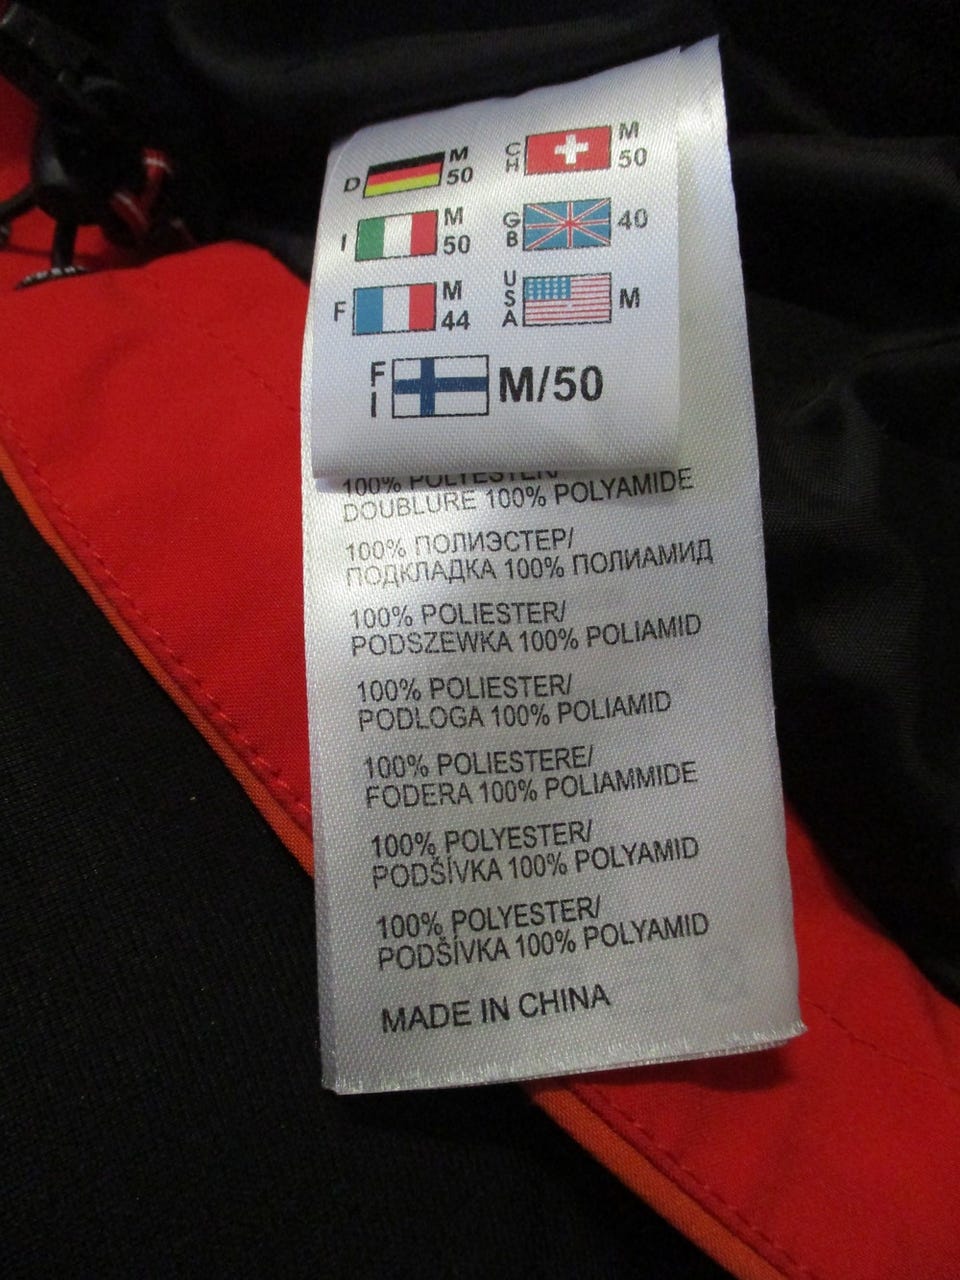 D M 50
CH M 50
I M 50
GB 40
F M 44
USA M
FI M/50
100% POLYESTER/
DOUBLURE 100% POLYAMIDE
100% ПОЛИЭСТЕР/
ПОДКЛАДКА 100% ПОЛИАМИД
100% POLIESTER/
PODSZEWKA 100% POLIAMID
100% POLIESTER/
PODLOGA 100% POLIAMID
100% POLIESTERE/
FODERA 100% POLIAMMIDE
100% POLYESTER/
PODŠÍVKA 100% POLYAMID
100% POLYESTER/
PODŠÍVKA 100% POLYAMID
MADE IN CHINA